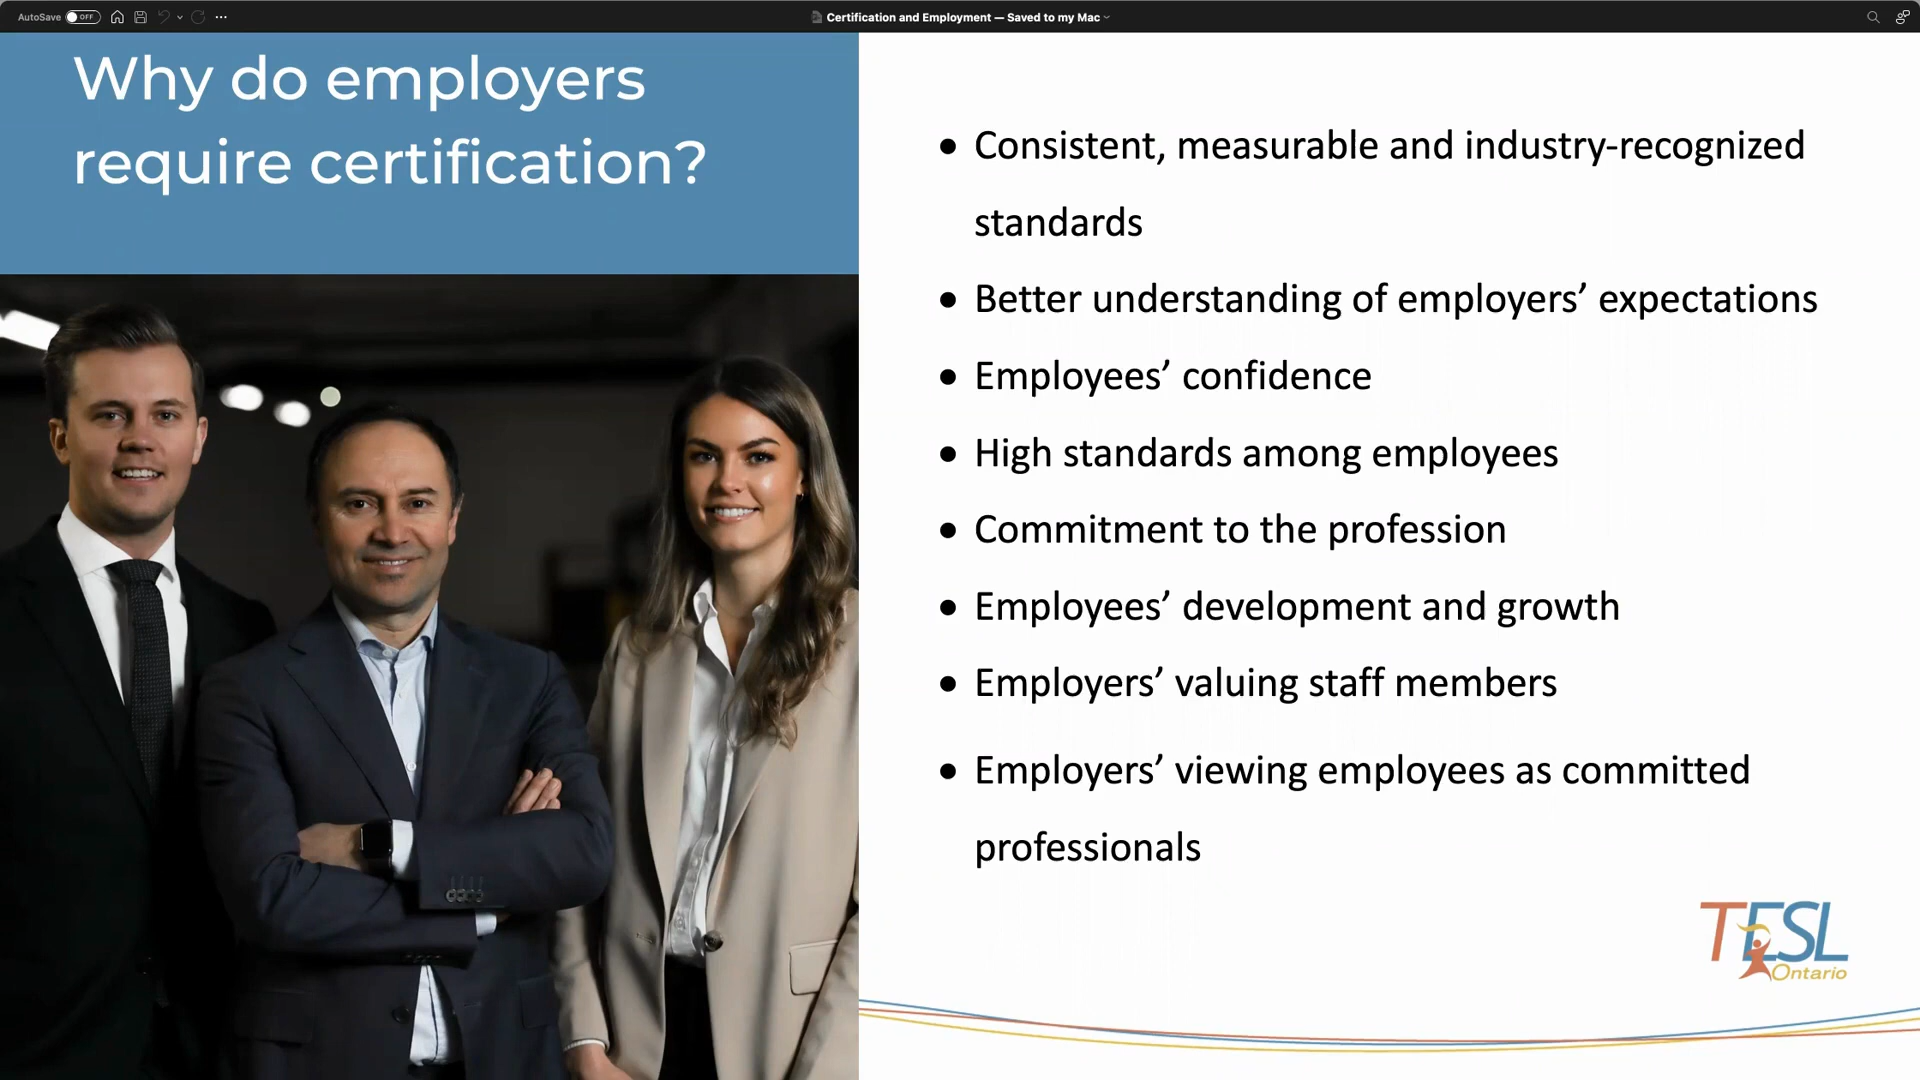 AutoSave OFF
Certification and Employment — Saved to my Mac
Why do employers
require certification?
• Consistent, measurable and industry-recognized
standards
• Better understanding of employers’ expectations
• Employees’ confidence
• High standards among employees
• Commitment to the profession
• Employees’ development and growth
• Employers’ valuing staff members
• Employers’ viewing employees as committed
professionals
TESL
Ontario